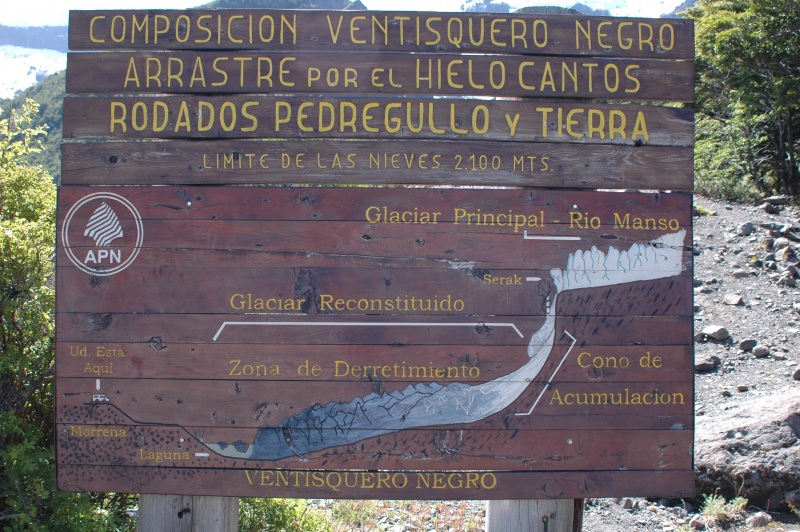 COMPOSICION VENTISQUERO NEGRO
ARRASTRE POR EL HIELO CANTOS
RODADOS PEDREGULLO Y TIERRA
LIMITE DE LAS NIEVES 2.100 MTS.
APN
Glaciar Principal - Rio Manso
Serak
Glaciar Reconstituido
Ud. Esta
Aqui
Zona de Derretimiento
Cono de
Acumulacion
Morrena
Laguna
VENTISQUERO NEGRO